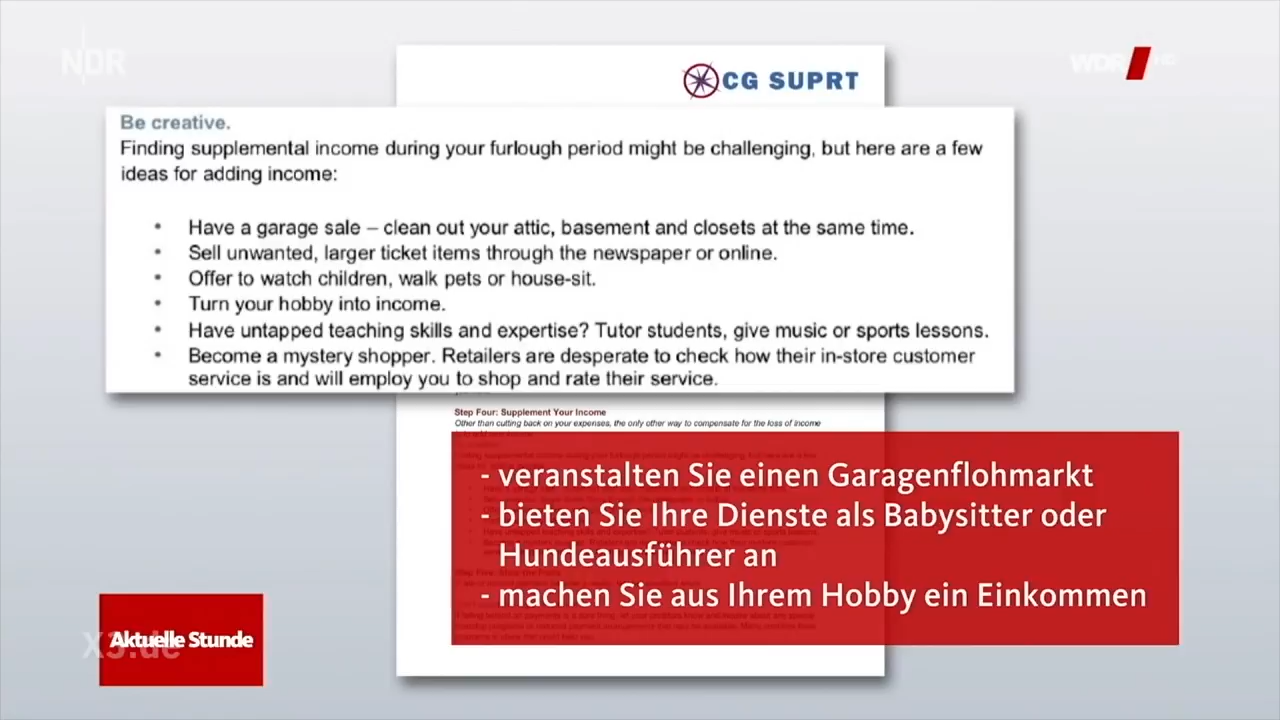 NDR
WDR HD
CG SUPRT
Be creative.
Finding supplemental income during your furlough period might be challenging, but here are a few
ideas for adding income:
• Have a garage sale – clean out your attic, basement and closets at the same time.
• Sell unwanted, larger ticket items through the newspaper or online.
• Offer to watch children, walk pets or house-sit.
• Turn your hobby into income.
• Have untapped teaching skills and expertise? Tutor students, give music or sports lessons.
• Become a mystery shopper. Retailers are desperate to check how their in-store customer
service is and will employ you to shop and rate their service.
Step Four: Supplement Your Income
Other than cutting back on your expenses, the only other way to compensate for the loss of income
- veranstalten Sie einen Garagenflohmarkt
- bieten Sie Ihre Dienste als Babysitter oder
Hundeausführer an
- machen Sie aus Ihrem Hobby ein Einkommen
Aktuelle Stunde
X3.de